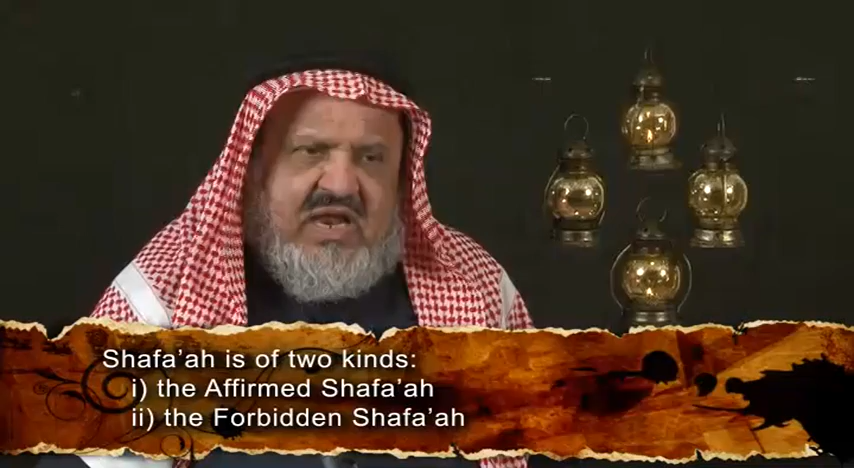 Shafa'ah is of two kinds:
i) the Affirmed Shafa'ah
ii) the Forbidden Shafa'ah